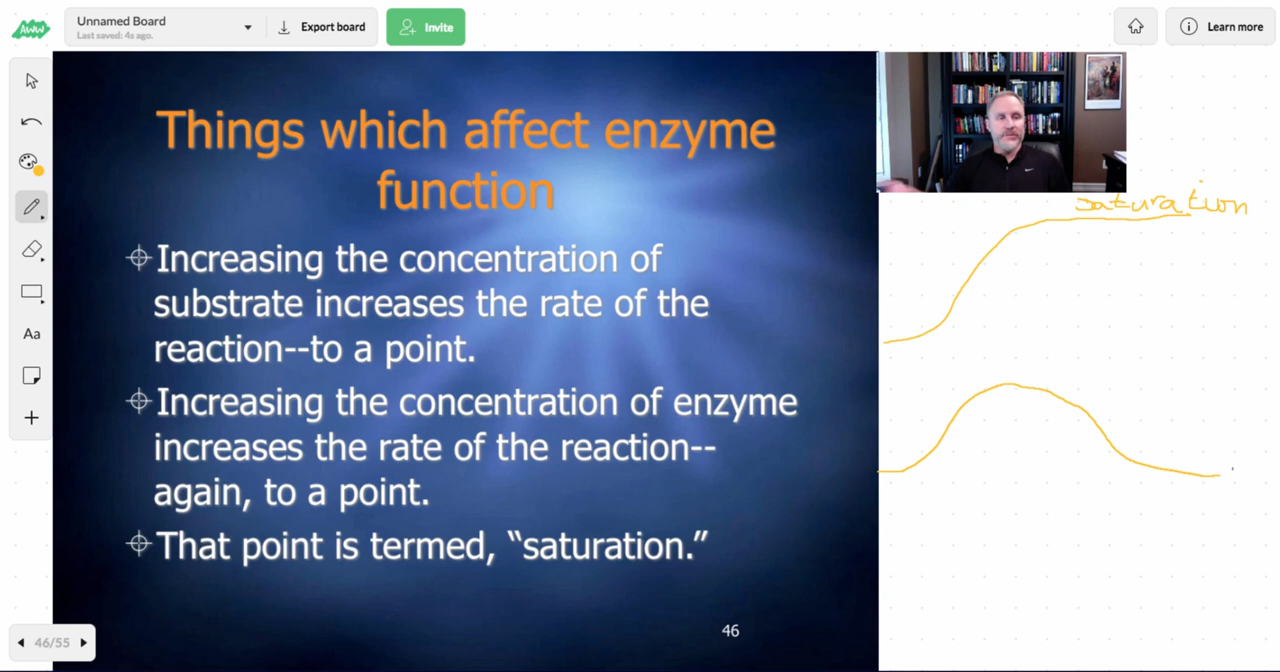 AWW
Unnamed Board
Last saved: 4s ago.
Export board
Invite
Learn more
Things which affect enzyme
function
Increasing the concentration of
substrate increases the rate of the
reaction--to a point.
Increasing the concentration of enzyme
increases the rate of the reaction--
again, to a point.
That point is termed, “saturation.”
46
saturation
Aa
46/55